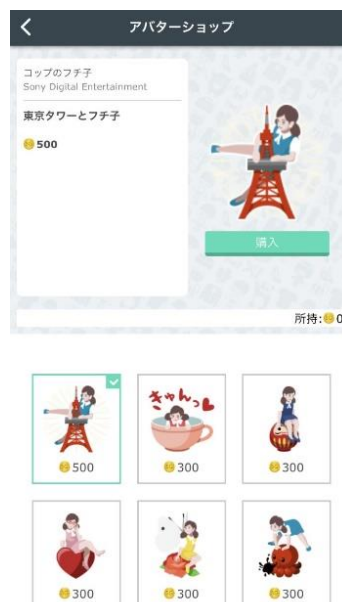 アバターショップ
コップのフチ子
Sony Digital Entertainment
東京タワーとフチ子
500
購入
所持: 0
きゃんっ
500
300
300
300
300
300